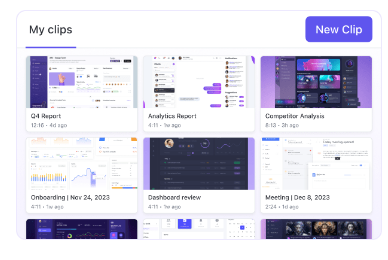 My clips
New Clip
Q4 Report
12:16 • 4d ago
Analytics Report
4:11 • 1w ago
Competitor Analysis
8:13 • 3h ago
Onboarding | Nov 24, 2023
4:11 • 1w ago
Dashboard review
4:11 • 1w ago
Meeting | Dec 8, 2023
2:24 • 1d ago